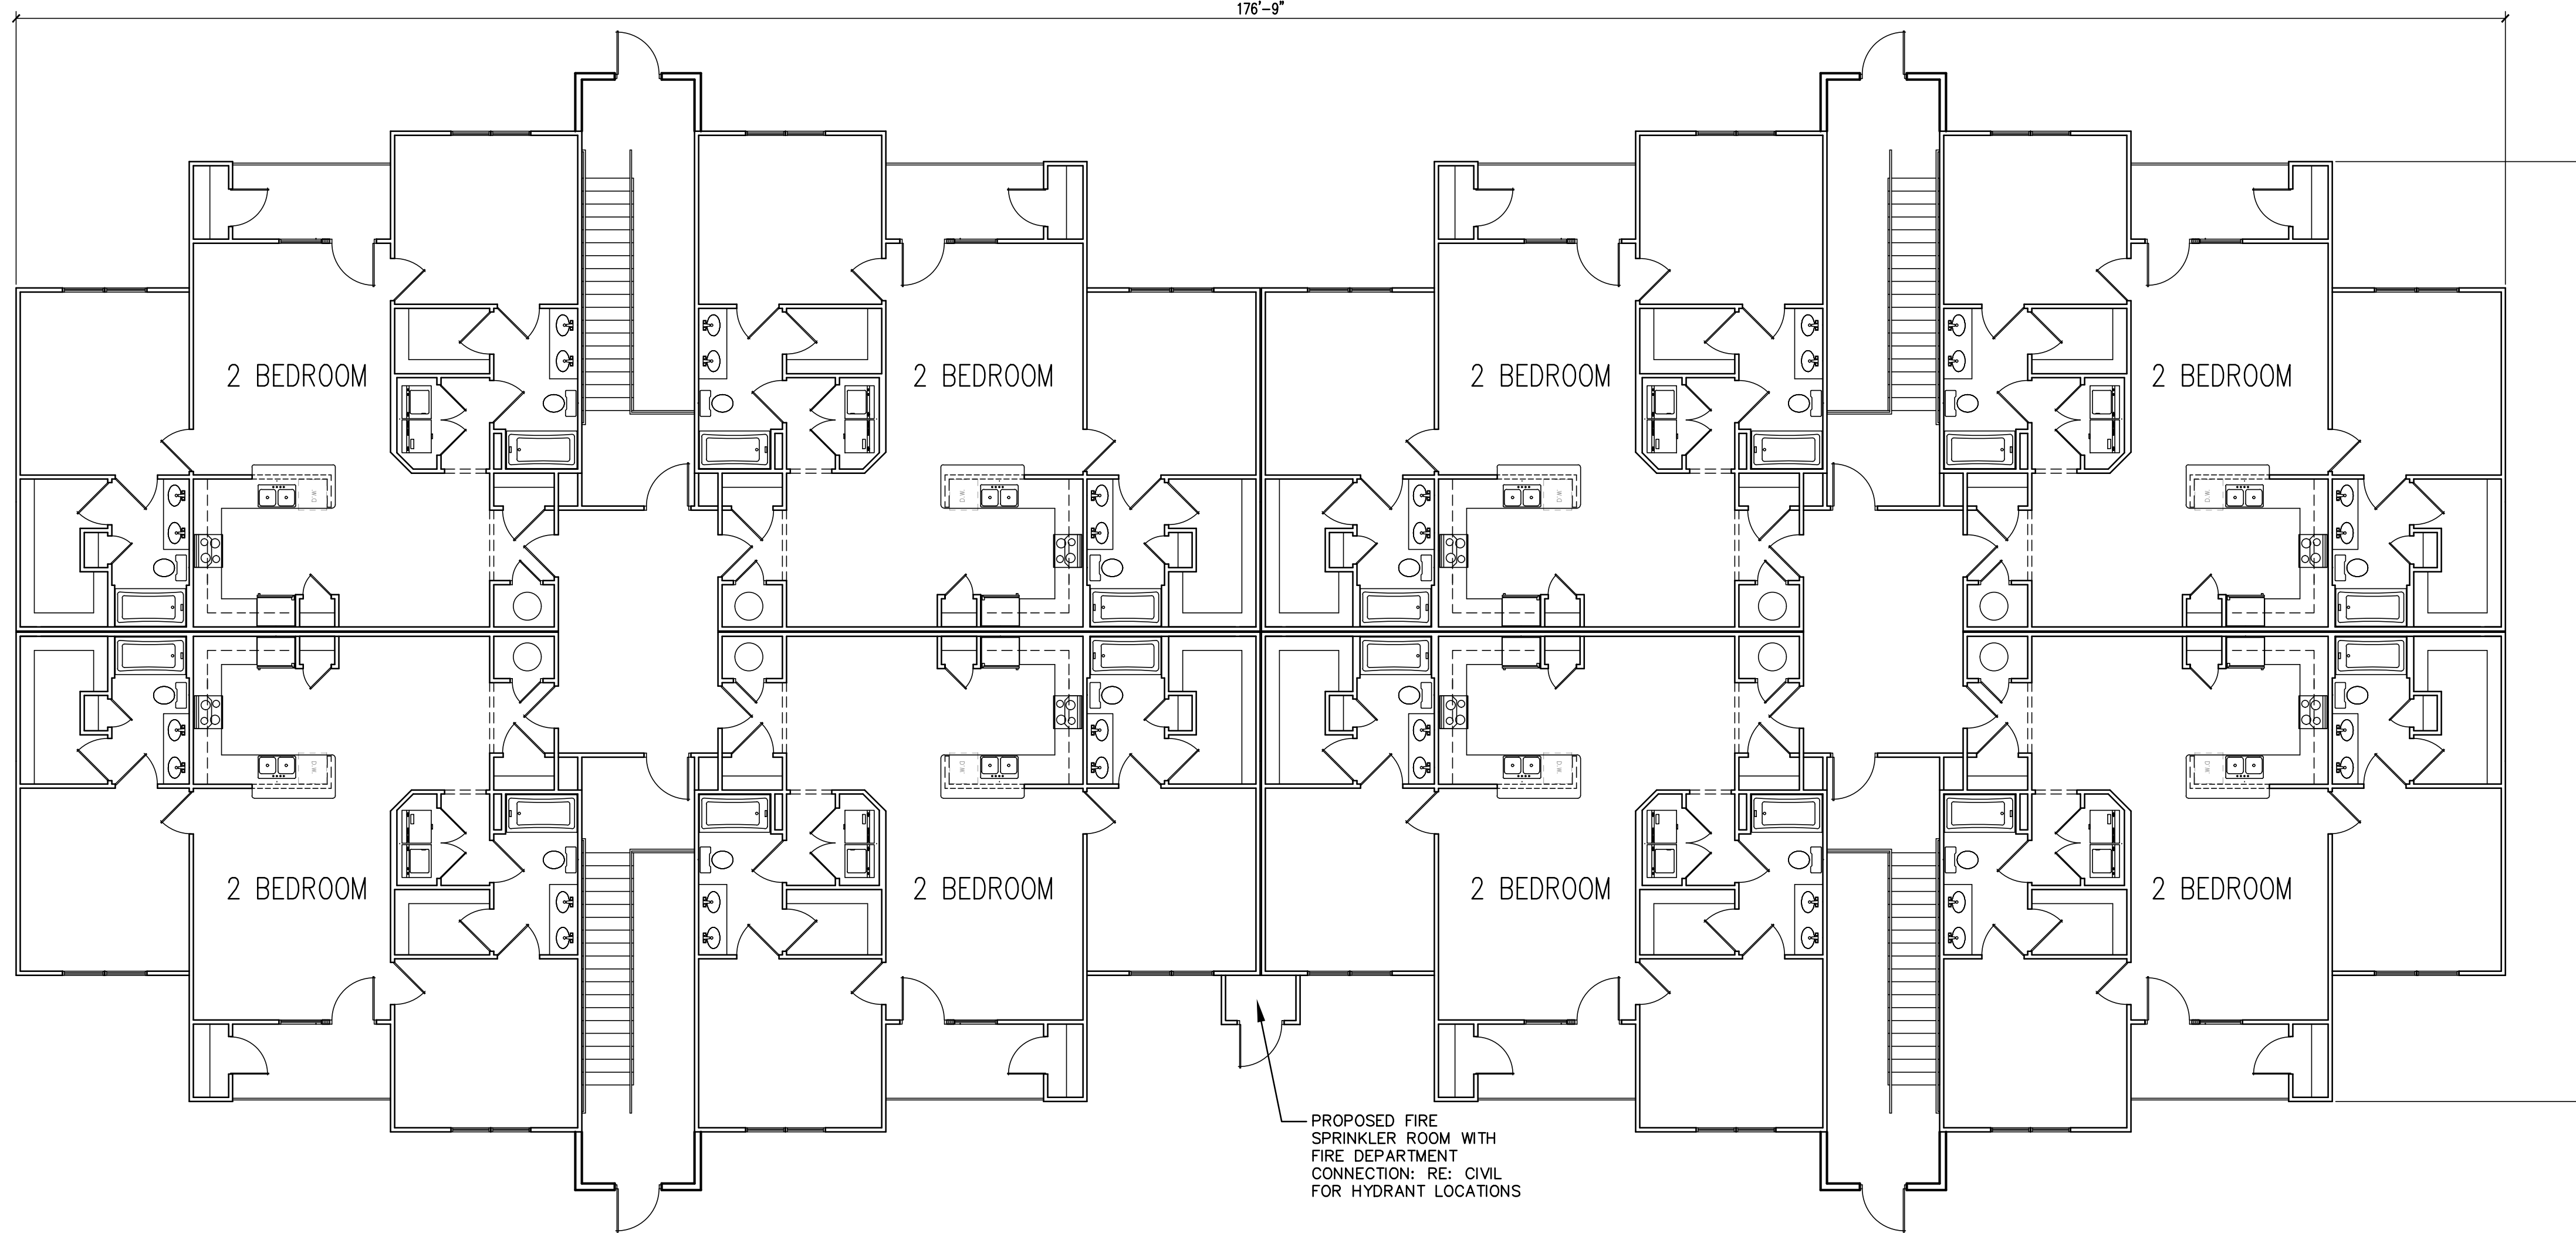 176'-9"
2 BEDROOM
2 BEDROOM
2 BEDROOM
2 BEDROOM
D.W.
D.W.
D.W.
D.W.
D.W.
D.W.
D.W.
D.W.
2 BEDROOM
2 BEDROOM
2 BEDROOM
2 BEDROOM
PROPOSED FIRE
SPRINKLER ROOM WITH
FIRE DEPARTMENT
CONNECTION: RE: CIVIL
FOR HYDRANT LOCATIONS